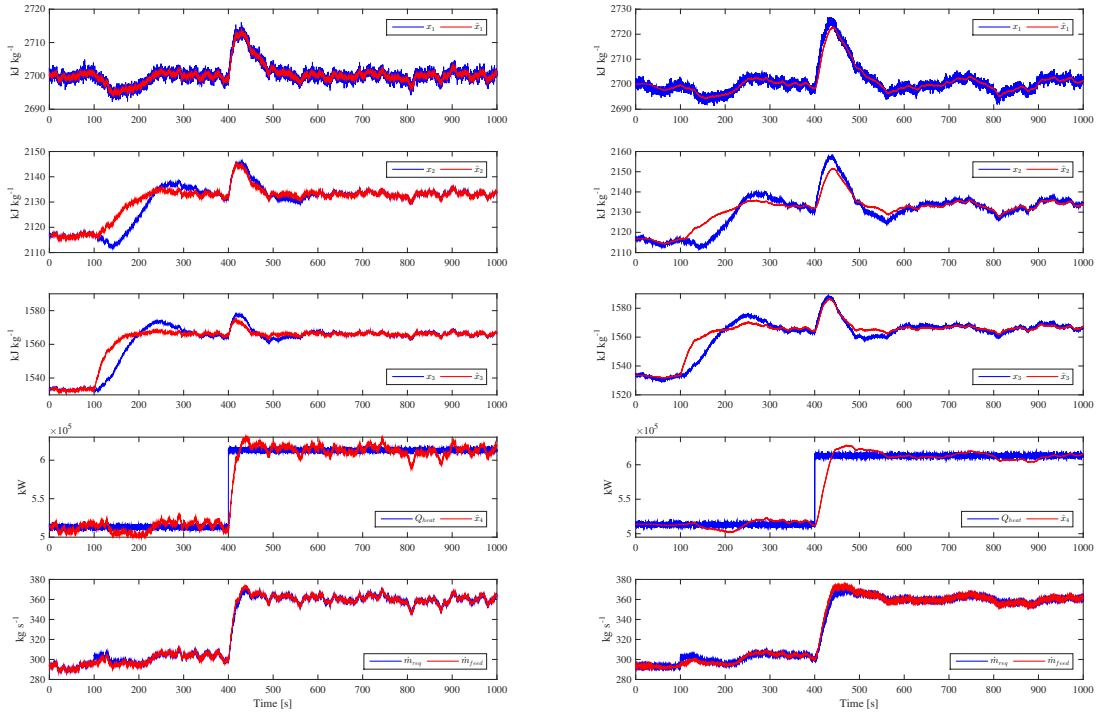 kJ kg⁻¹
2720
2710
2700
2690
x₁ x̂₁
0 100 200 300 400 500 600 700 800 900 1000
kJ kg⁻¹
2150
2140
2130
2120
2110
x₂ x̂₂
0 100 200 300 400 500 600 700 800 900 1000
kJ kg⁻¹
1580
1560
1540
x₃ x̂₃
0 100 200 300 400 500 600 700 800 900 1000
×10⁵
kW
6
5.5
5
Q_heat x̂₄
0 100 200 300 400 500 600 700 800 900 1000
kg s⁻¹
380
360
340
320
300
280
ṁ_req ṁ_feed
0 100 200 300 400 500 600 700 800 900 1000
Time [s]
kJ kg⁻¹
2730
2720
2710
2700
2690
x₁ x̂₁
0 100 200 300 400 500 600 700 800 900 1000
kJ kg⁻¹
2160
2150
2140
2130
2120
2110
x₂ x̂₂
0 100 200 300 400 500 600 700 800 900 1000
kJ kg⁻¹
1580
1560
1540
1520
x₃ x̂₃
0 100 200 300 400 500 600 700 800 900 1000
×10⁵
kW
6
5.5
5
Q_heat x̂₄
0 100 200 300 400 500 600 700 800 900 1000
kg s⁻¹
380
360
340
320
300
280
ṁ_req ṁ_feed
0 100 200 300 400 500 600 700 800 900 1000
Time [s]